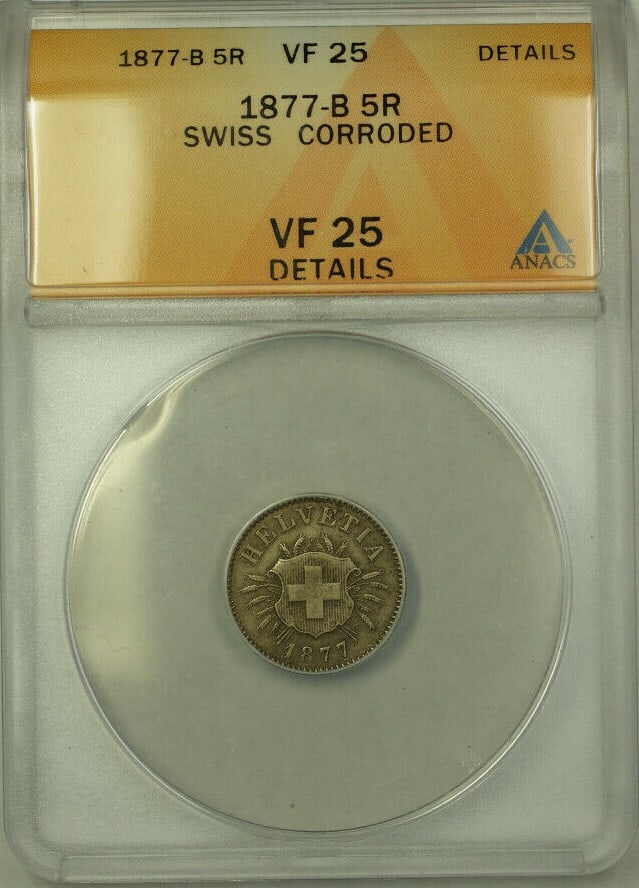 1877-B 5R VF 25 DETAILS
1877-B 5R
SWISS CORRODED
VF 25
DETAILS
ANACS
HELVETIA
1877